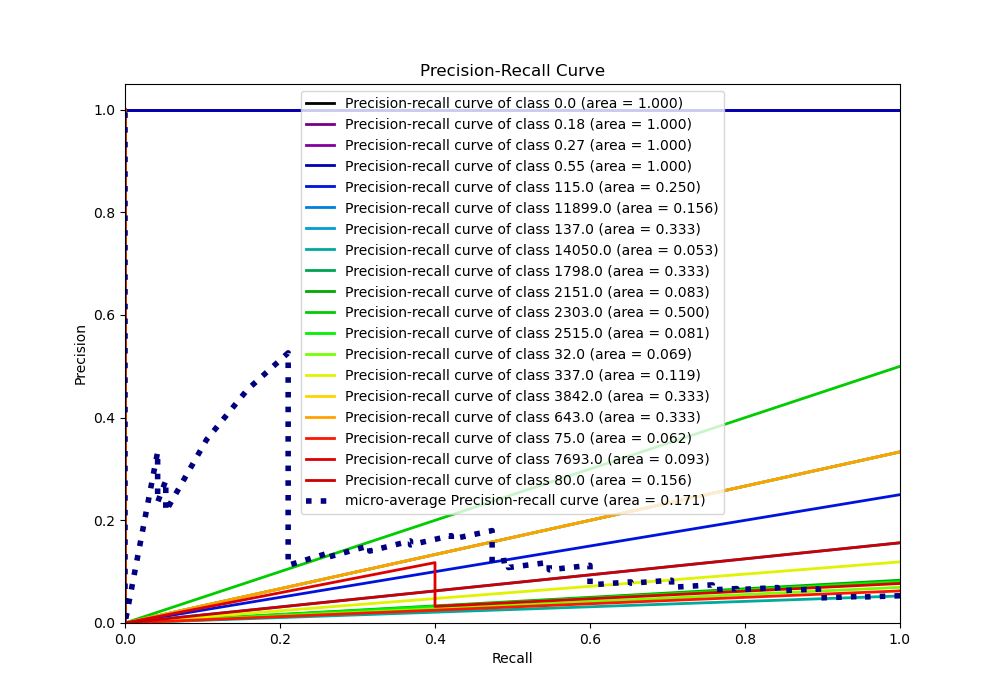 Precision-Recall Curve
Precision
1.0
0.8
0.6
0.4
0.2
0.0
Precision-recall curve of class 0.0 (area = 1.000)
Precision-recall curve of class 0.18 (area = 1.000)
Precision-recall curve of class 0.27 (area = 1.000)
Precision-recall curve of class 0.55 (area = 1.000)
Precision-recall curve of class 115.0 (area = 0.250)
Precision-recall curve of class 11899.0 (area = 0.156)
Precision-recall curve of class 137.0 (area = 0.333)
Precision-recall curve of class 14050.0 (area = 0.053)
Precision-recall curve of class 1798.0 (area = 0.333)
Precision-recall curve of class 2151.0 (area = 0.083)
Precision-recall curve of class 2303.0 (area = 0.500)
Precision-recall curve of class 2515.0 (area = 0.081)
Precision-recall curve of class 32.0 (area = 0.069)
Precision-recall curve of class 337.0 (area = 0.119)
Precision-recall curve of class 3842.0 (area = 0.333)
Precision-recall curve of class 643.0 (area = 0.333)
Precision-recall curve of class 75.0 (area = 0.062)
Precision-recall curve of class 7693.0 (area = 0.093)
Precision-recall curve of class 80.0 (area = 0.156)
micro-average Precision-recall curve (area = 0.171)
0.0 0.2 0.4 0.6 0.8 1.0
Recall